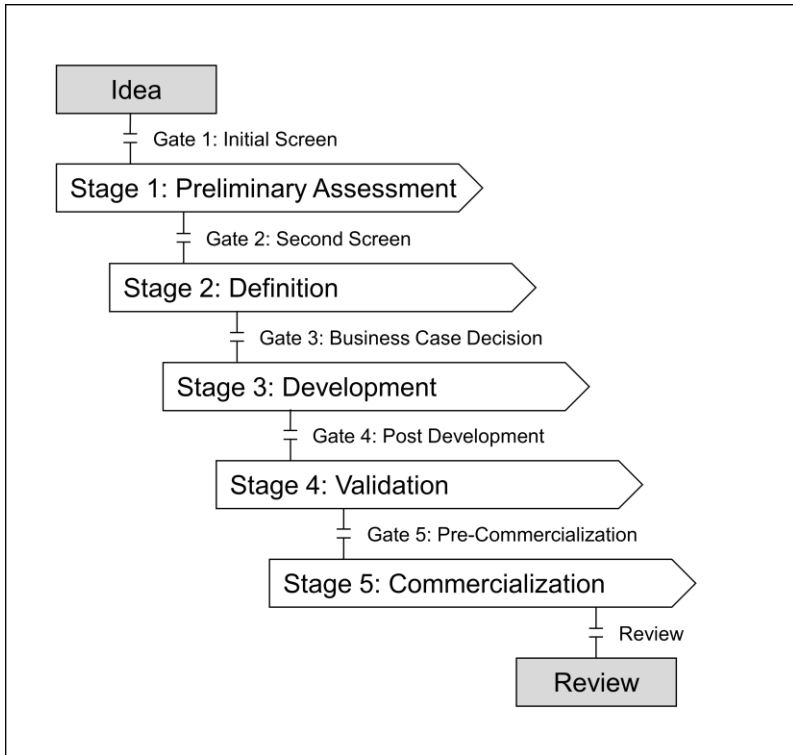 Idea
Gate 1: Initial Screen
Stage 1: Preliminary Assessment
Gate 2: Second Screen
Stage 2: Definition
Gate 3: Business Case Decision
Stage 3: Development
Gate 4: Post Development
Stage 4: Validation
Gate 5: Pre-Commercialization
Stage 5: Commercialization
Review
Review